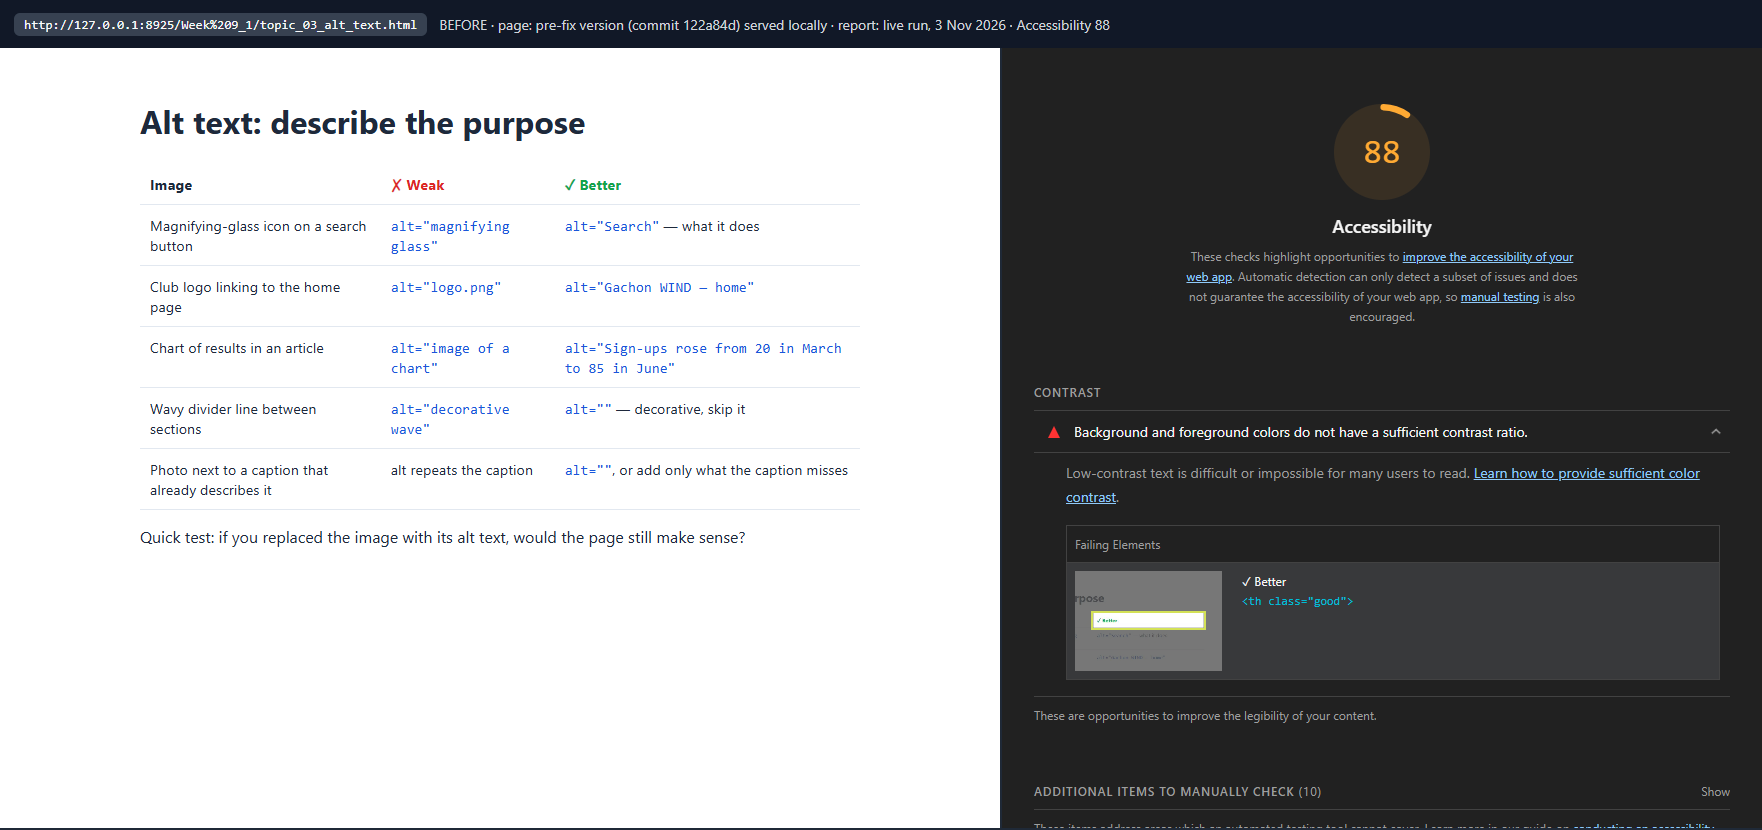 http://127.0.0.1:8925/Week%209_1/topic_03_alt_text.html BEFORE · page: pre-fix version (commit 122a84d) served locally · report: live run, 3 Nov 2026 · Accessibility 88
Alt text: describe the purpose
Image ✗ Weak ✓ Better
Magnifying-glass icon on a search
button
alt="magnifying
glass"
alt="Search" — what it does
Club logo linking to the home
page
alt="logo.png"
alt="Gachon WIND — home"
Chart of results in an article
alt="image of a
chart"
alt="Sign-ups rose from 20 in March
to 85 in June"
Wavy divider line between
sections
alt="decorative
wave"
alt="" — decorative, skip it
Photo next to a caption that
already describes it
alt repeats the caption
alt="", or add only what the caption misses
Quick test: if you replaced the image with its alt text, would the page still make sense?
88
Accessibility
These checks highlight opportunities to improve the accessibility of your
web app. Automatic detection can only detect a subset of issues and does
not guarantee the accessibility of your web app, so manual testing is also
encouraged.
CONTRAST
Background and foreground colors do not have a sufficient contrast ratio.
Low-contrast text is difficult or impossible for many users to read. Learn how to provide sufficient color
contrast.
Failing Elements
rpose
✓ Better
✓ Better
<th class="good">
These are opportunities to improve the legibility of your content.
ADDITIONAL ITEMS TO MANUALLY CHECK (10) Show